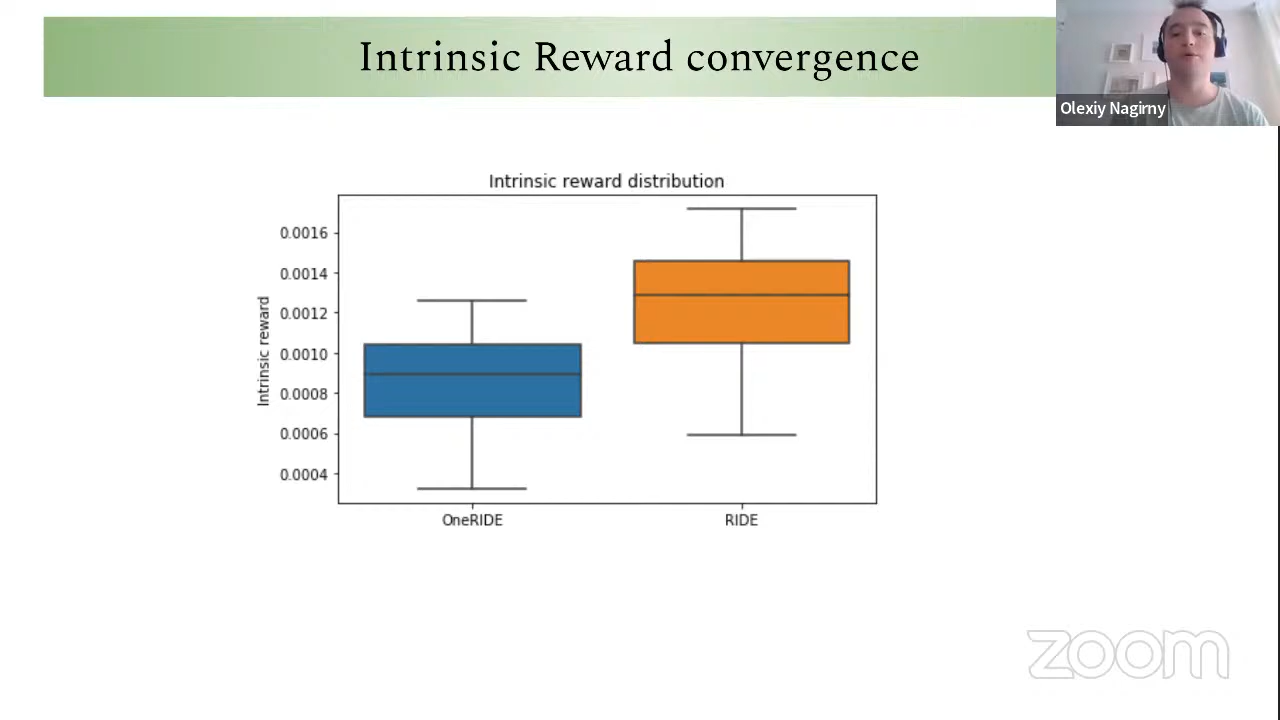 Intrinsic Reward convergence
Olexiy Nagirny
Intrinsic reward distribution
Intrinsic reward
0.0016
0.0014
0.0012
0.0010
0.0008
0.0006
0.0004
OneRIDE
RIDE
zoom